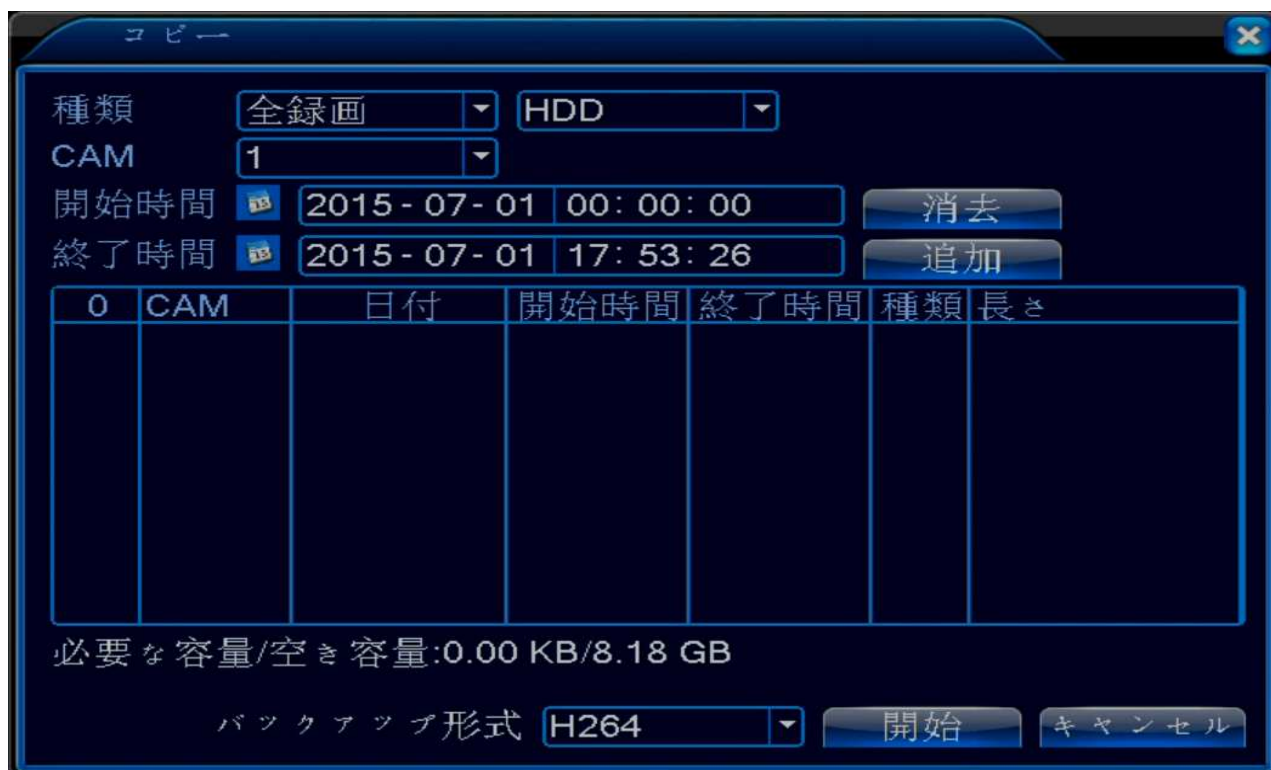 コピー
種類 全録画 HDD
CAM 1
開始時間 2015-07-01 00:00:00 消去
終了時間 2015-07-01 17:53:26 追加
0 CAM 日付 開始時間 終了時間 種類 長さ
必要な容量/空き容量:0.00 KB/8.18 GB
バックアップ形式 H264 開始 キャンセル